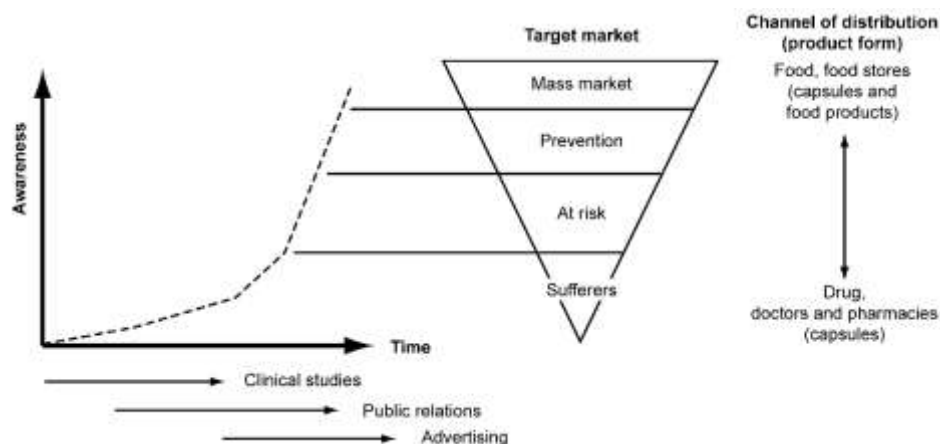 Channel of distribution
(product form)
Target market
Food, food stores
(capsules and
food products)
Mass market
Prevention
Awareness
At risk
Sufferers
Drug,
doctors and pharmacies
(capsules)
Time
Clinical studies
Public relations
Advertising